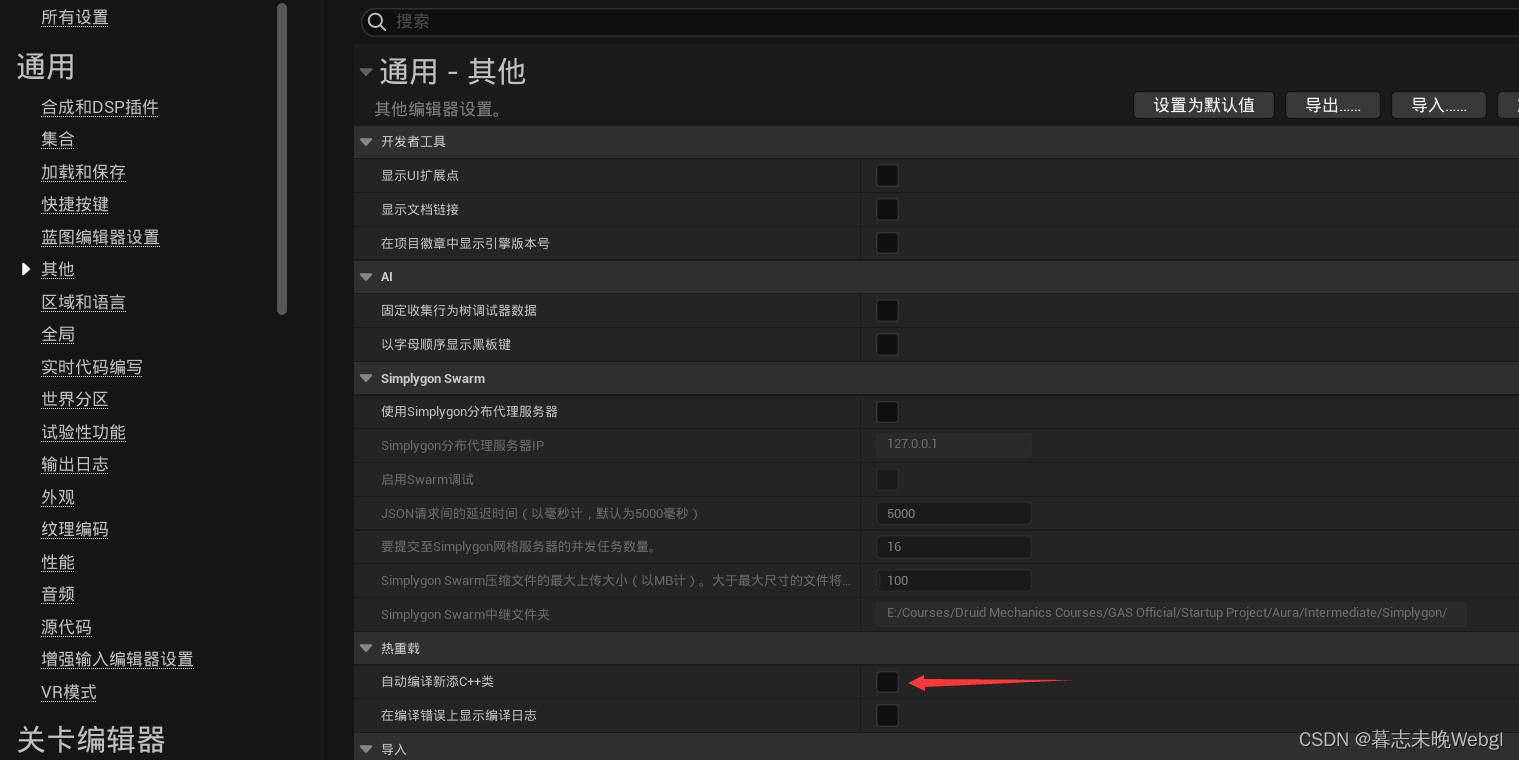 所有设置
通用
合成和DSP插件
集合
加载和保存
快捷按键
蓝图编辑器设置
其他
区域和语言
全局
实时代码编写
世界分区
试验性功能
输出日志
外观
纹理编码
性能
音频
源代码
增强输入编辑器设置
VR模式
关卡编辑器
搜索
通用 - 其他
其他编辑器设置。
设置为默认值 导出...... 导入......
开发者工具
显示UI扩展点
显示文档链接
在项目徽章中显示引擎版本号
AI
固定收集行为树调试器数据
以字母顺序显示黑板键
Simplygon Swarm
使用Simplygon分布代理服务器
Simplygon分布代理服务器IP 127.0.0.1
启用Swarm调试
JSON请求间的延迟时间（以毫秒计，默认为5000毫秒） 5000
要提交至Simplygon网格服务器的并发任务数量。 16
Simplygon Swarm压缩文件的最大上传大小（以MB计）。大于最大尺寸的文件将... 100
Simplygon Swarm中继文件夹 E:/Courses/Druid Mechanics Courses/GAS Official/Startup Project/Aura/Intermediate/Simplygon/
热重载
自动编译新添C++类
在编译错误上显示编译日志
导入
CSDN @暮志未晚Webgl